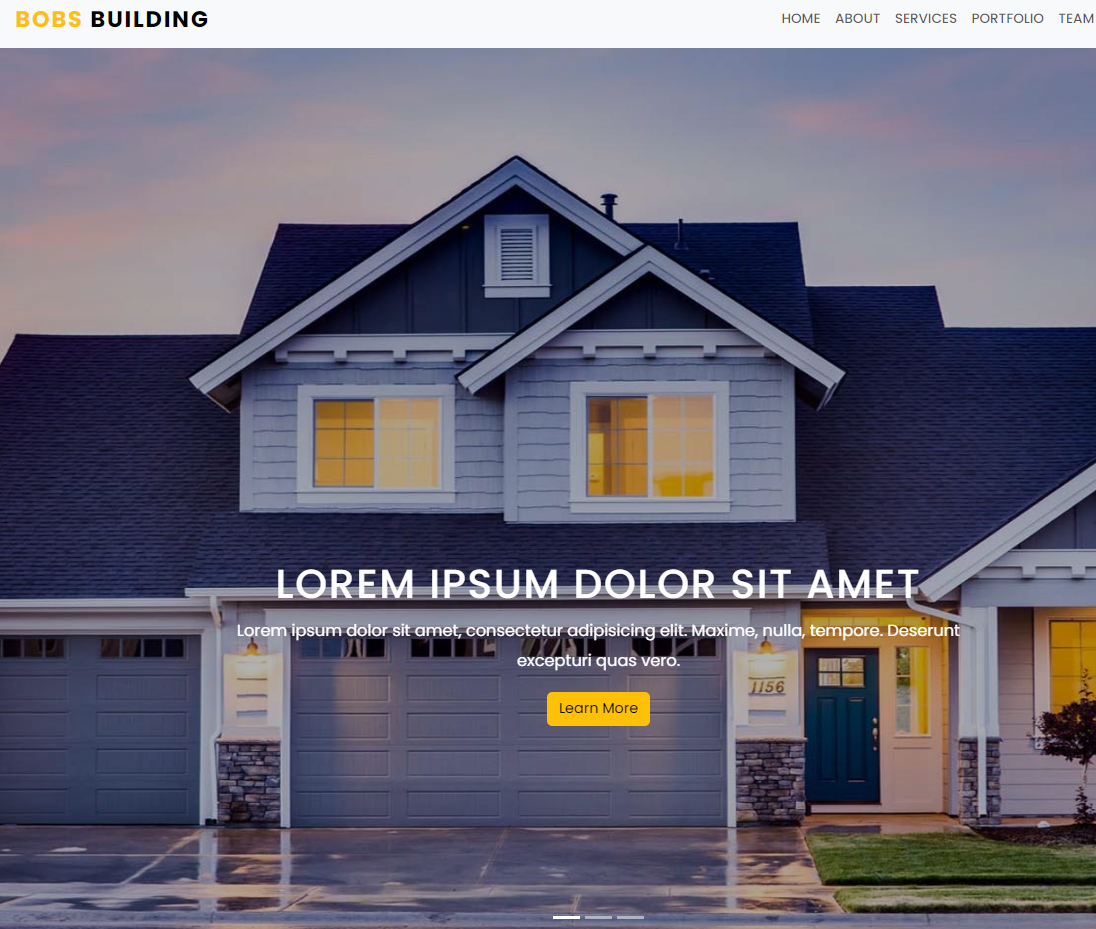 BOBS BUILDING
HOME ABOUT SERVICES PORTFOLIO TEAM
LOREM IPSUM DOLOR SIT AMET
Lorem ipsum dolor sit amet, consectetur adipisicing elit. Maxime, nulla, tempore. Deserunt
excepturi quas vero.
1156
Learn More